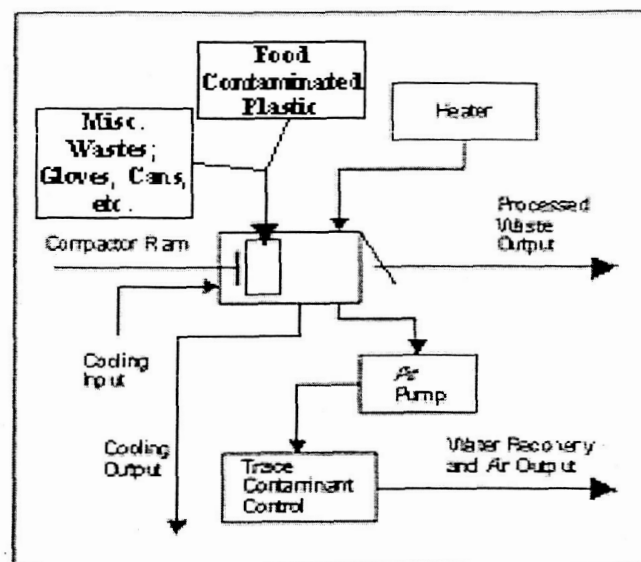 Food
Contaminated
Plastic
Heater
Misc.
Wastes;
Gloves, Cans,
etc.
Processed
Waste
Output
Compactor Ram
Cooling
Input
Air
Pump
Cooling
Output
Trace
Contaminant
Control
Water Recovery
and Air Output